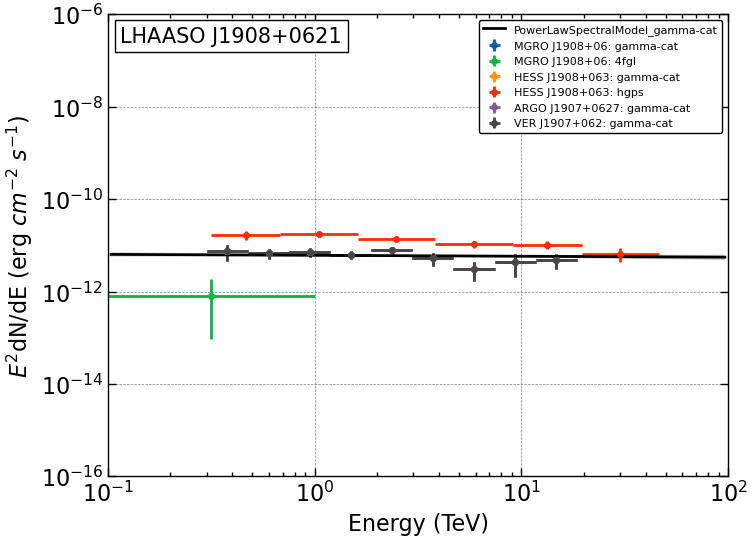 LHAASO J1908+0621
PowerLawSpectralModel_gamma-cat
MGRO J1908+06: gamma-cat
MGRO J1908+06: 4fgl
HESS J1908+063: gamma-cat
HESS J1908+063: hgps
ARGO J1907+0627: gamma-cat
VER J1907+062: gamma-cat
E²dN/dE (erg cm⁻² s⁻¹)
10⁻⁶
10⁻⁸
10⁻¹⁰
10⁻¹²
10⁻¹⁴
10⁻¹⁶
10⁻¹ 10⁰ 10¹ 10²
Energy (TeV)